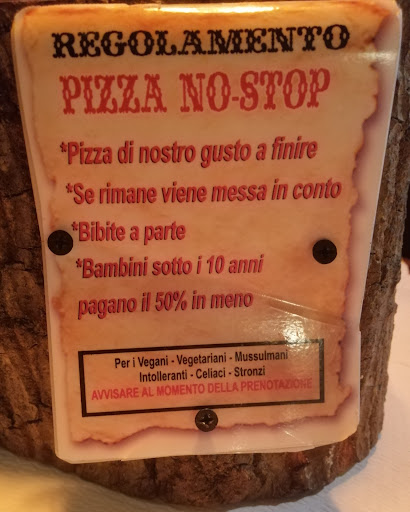 REGOLAMENTO
PIZZA NO-STOP
*Pizza di nostro gusto a finire
*Se rimane viene messa in conto
*Bibite a parte
*Bambini sotto i 10 anni
pagano il 50% in meno
Per i Vegani - Vegetariani - Mussulmani
Intolleranti - Celiaci - Stronzi
AVVISARE AL MOMENTO DELLA PRENOTAZIONE